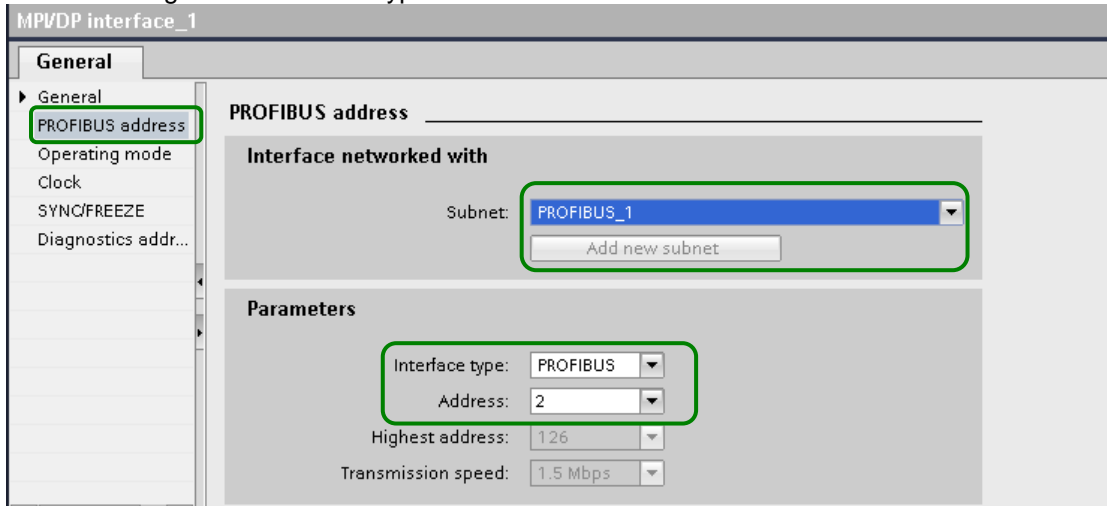 MPI/DP interface_1
General
General
PROFIBUS address
Operating mode
Clock
SYNC/FREEZE
Diagnostics addr...
PROFIBUS address
Interface networked with
Subnet: PROFIBUS_1
Add new subnet
Parameters
Interface type: PROFIBUS
Address: 2
Highest address: 126
Transmission speed: 1.5 Mbps